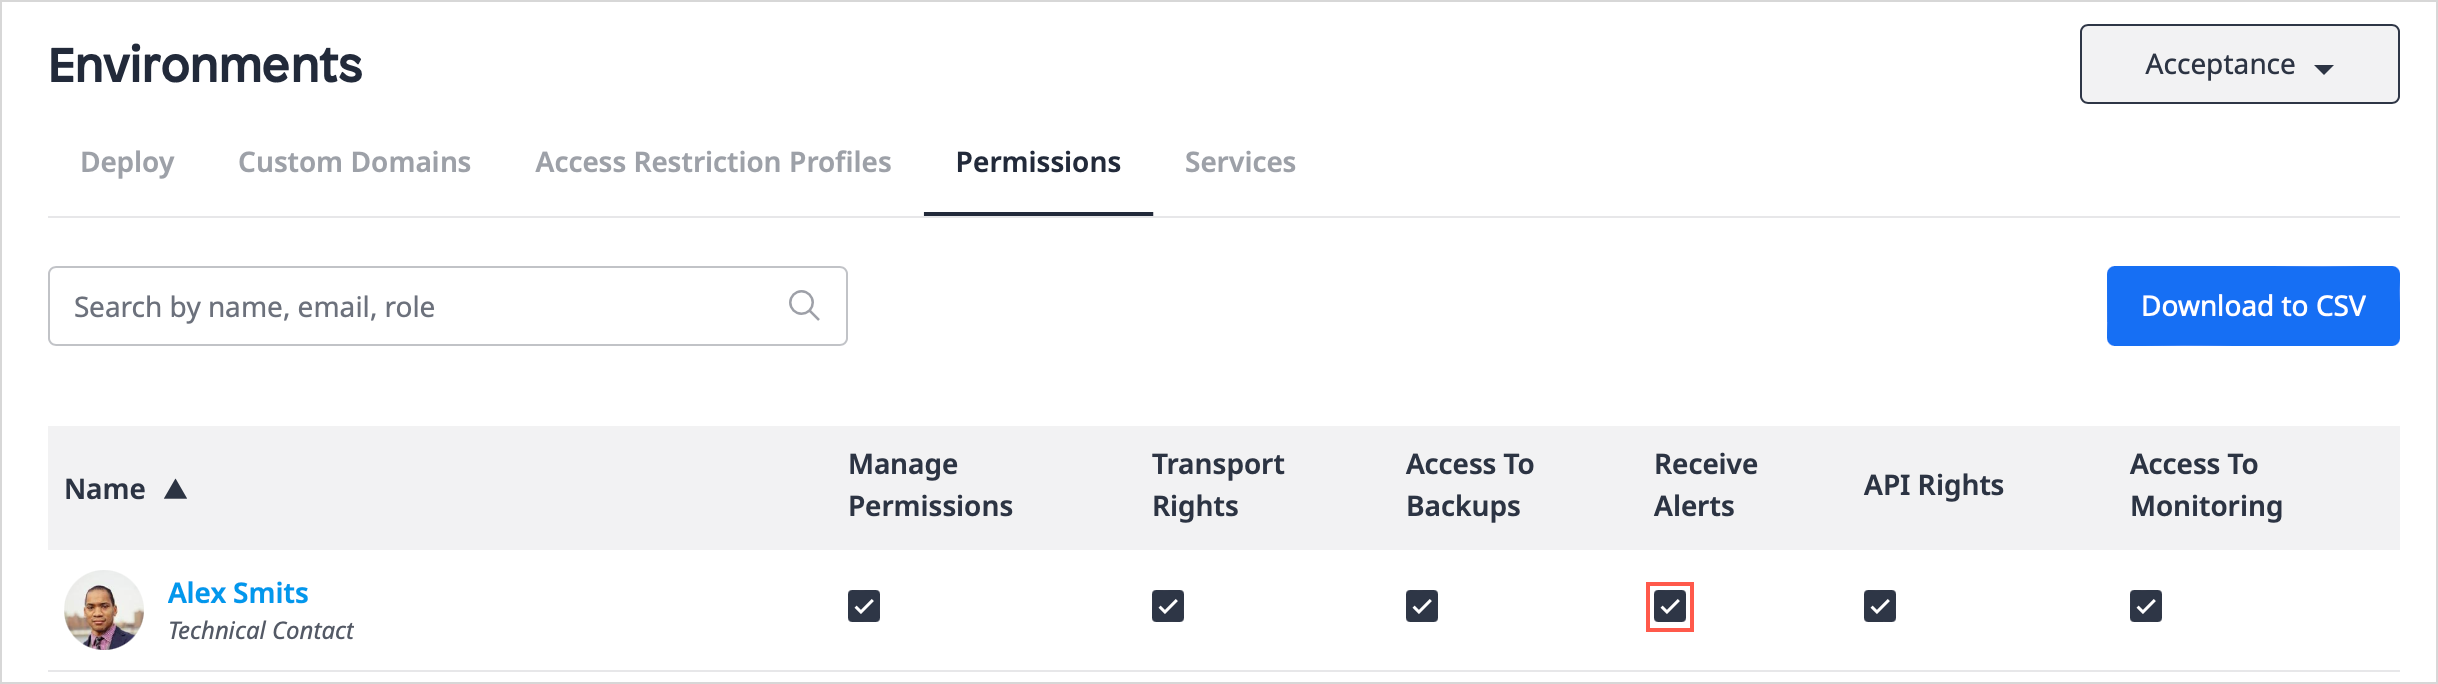 Environments
Acceptance
Deploy Custom Domains Access Restriction Profiles Permissions Services
Search by name, email, role
Download to CSV
Name
Manage
Permissions
Transport
Rights
Access To
Backups
Receive
Alerts
API Rights
Access To
Monitoring
Alex Smits
Technical Contact